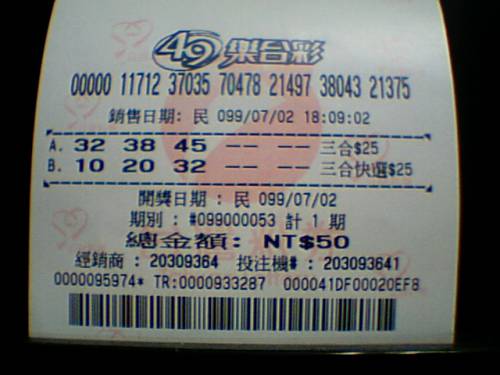 49 樂合彩
00000 11712 37035 70478 21497 38043 21375
銷售日期: 民 099/07/02 18:09:02
A. 32 38 45 -- -- 三合$25
B. 10 20 32 -- -- 三合快選$25
開獎日期 : 民 099/07/02
期別 : #099000053 計 1 期
總金額: NT$50
經銷商 : 20309364 投注機# : 203093641
0000095974* TR:0000933287 000041DF00020EF8